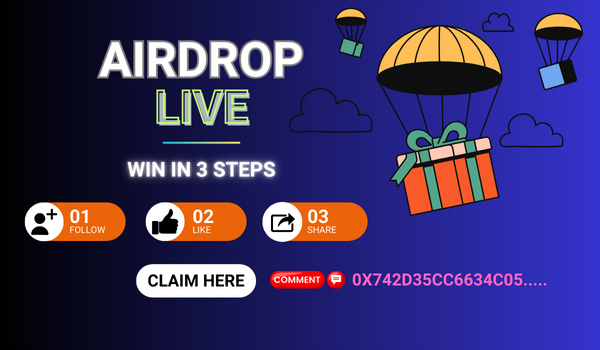 AIRDROP
LIVE
WIN IN 3 STEPS
01
FOLLOW
02
LIKE
03
SHARE
CLAIM HERE
COMMENT
0X742D35CC6634C05.....